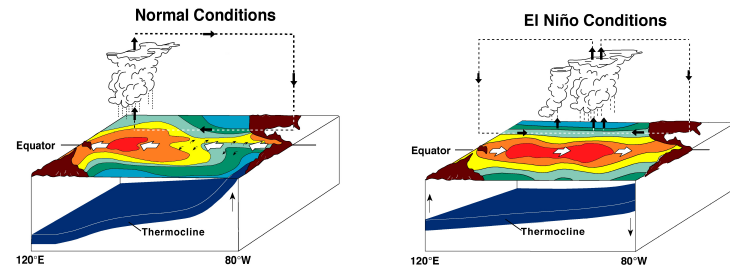 Normal Conditions
Equator
Thermocline
120°E
80°W
El Niño Conditions
Equator
Thermocline
120°E
80°W